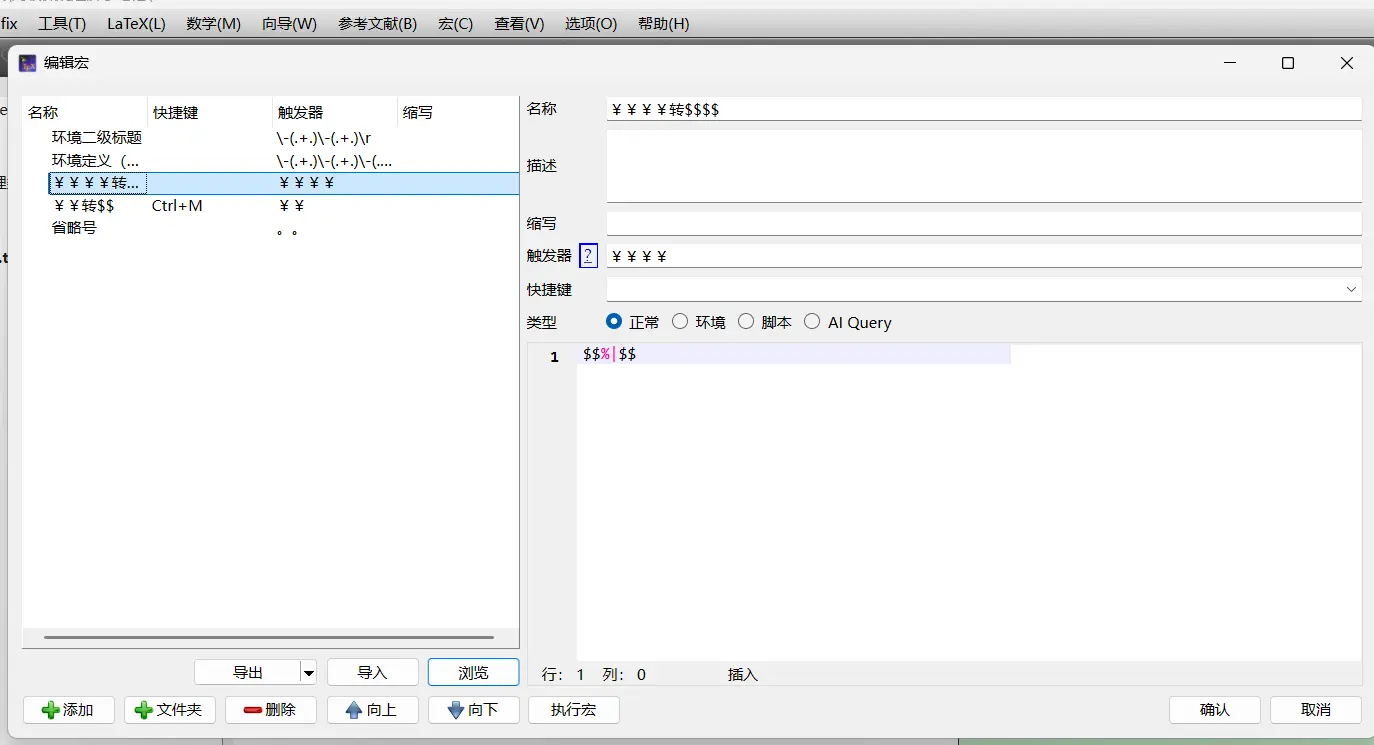 fix 工具(T) LaTeX(L) 数学(M) 向导(W) 参考文献(B) 宏(C) 查看(V) 选项(O) 帮助(H)
编辑宏
名称 快捷键 触发器 缩写
环境二级标题 \-(.+.)\-(.+.)\r
环境定义（... \-(.+.)\-(.+.)\-(....
￥￥￥￥转... ￥￥￥￥
￥￥转$$ Ctrl+M ￥￥
省略号 。。
名称 ￥￥￥￥转$$$$
描述
缩写
触发器 ? ￥￥￥￥
快捷键
类型 正常 环境 脚本 AI Query
1 $$%|$$
行: 1 列: 0 插入
导出 导入 浏览
添加 文件夹 删除 向上 向下 执行宏 确认 取消